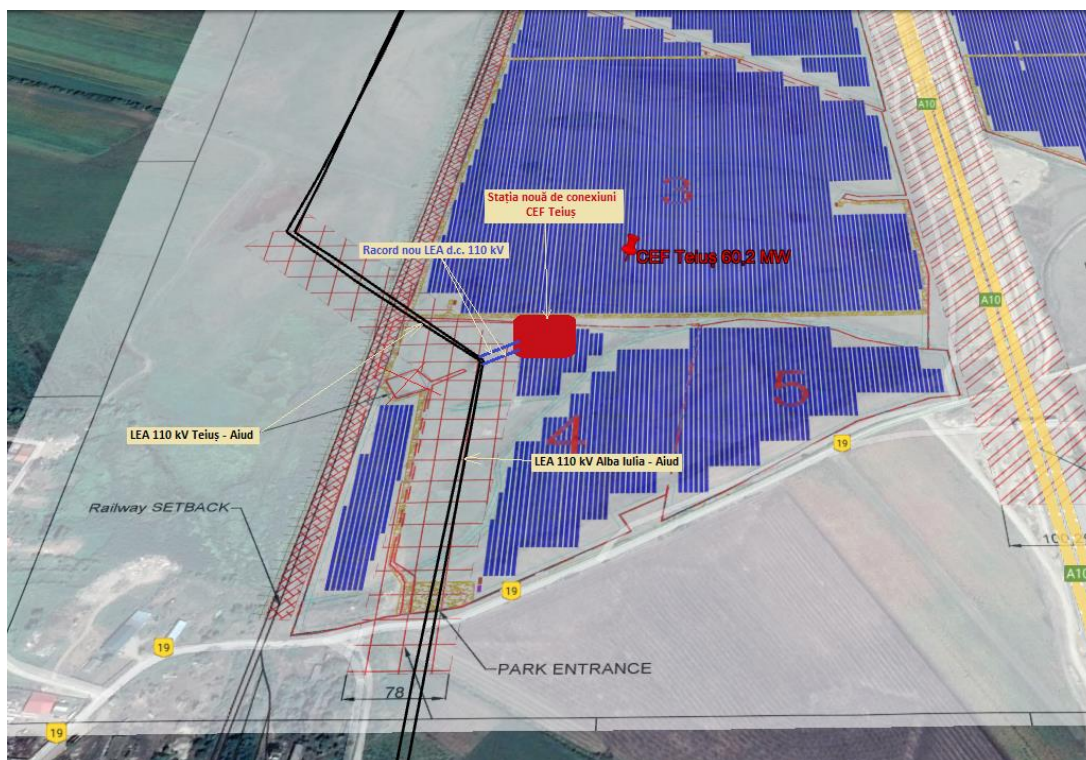 A10
3
Stația nouă de conexiuni
CEF Teiuș
Racord nou LEA d.c. 110 kV
CEF Teiuș 60,2 MW
A10
5
4
LEA 110 kV Teiuș - Aiud
19
LEA 110 kV Alba Iulia - Aiud
Railway SETBACK
A10
19
19
PARK ENTRANCE
78
19